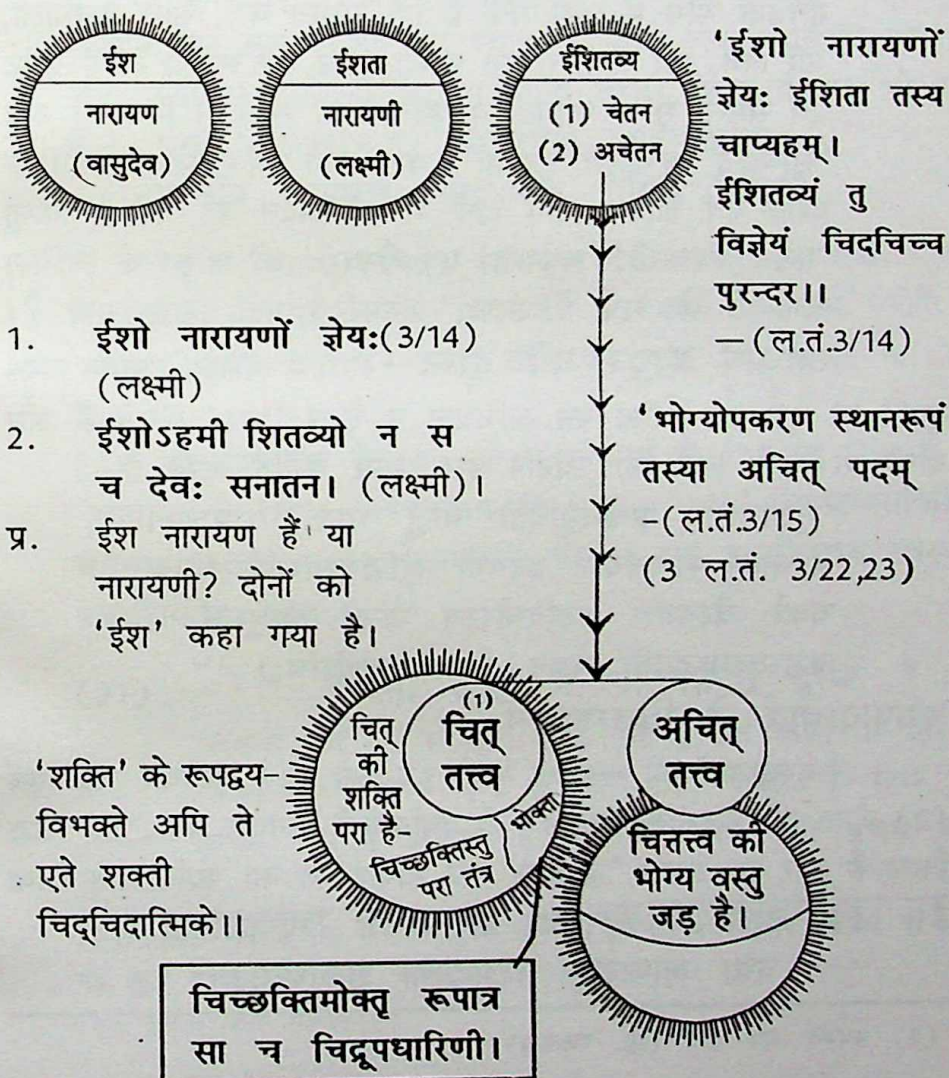 ईश
नारायण
(वासुदेव)
ईशता
नारायणी
(लक्ष्मी)
ईशितव्य
(1) चेतन
(2) अचेतन
'ईशो नारायणों
ज्ञेयः ईशिता तस्य
चाप्यहम्।
ईशितव्यं तु
विज्ञेयं चिदचिच्च
पुरन्दर।।
—(ल.तं.3/14)
1. ईशो नारायणों ज्ञेयः(3/14)
(लक्ष्मी)
2. ईशोऽहमी शितव्यो न स
च देवः सनातन। (लक्ष्मी)।
प्र. ईश नारायण हैं या
नारायणी? दोनों को
'ईश' कहा गया है।
'भोग्योपकरण स्थानरूपं
तस्या अचित् पदम्
-(ल.तं.3/15)
(3 ल.तं. 3/22,23)
'शक्ति' के रूपद्वय-
विभक्ते अपि ते
एते शक्ती
चिद्चिदात्मिके।।
चित्
की
शक्ति
परा है-
चिच्छक्तिस्तु
परा तंत्र
भोक्ता
(1)
चित्
तत्त्व
अचित्
तत्त्व
चित्तत्त्व की
भोग्य वस्तु
जड़ है।
चिच्छक्तिमोक्तृ रूपात्र
सा च चिद्रूपधारिणी।